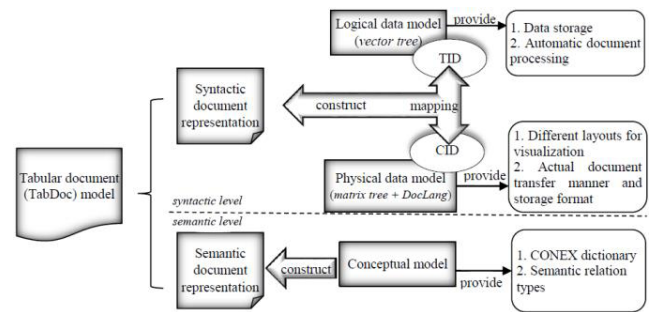 Logical data model
(vector tree)
provide
1. Data storage
2. Automatic document
processing
TID
Syntactic
document
representation
construct
mapping
CID
Tabular document
(TabDoc) model
Physical data model
(matrix tree + DocLang)
provide
1. Different layouts for
visualization
2. Actual document
transfer manner and
storage format
syntactic level
semantic level
Semantic
document
representation
construct
Conceptual model
provide
1. CONEX dictionary
2. Semantic relation
types